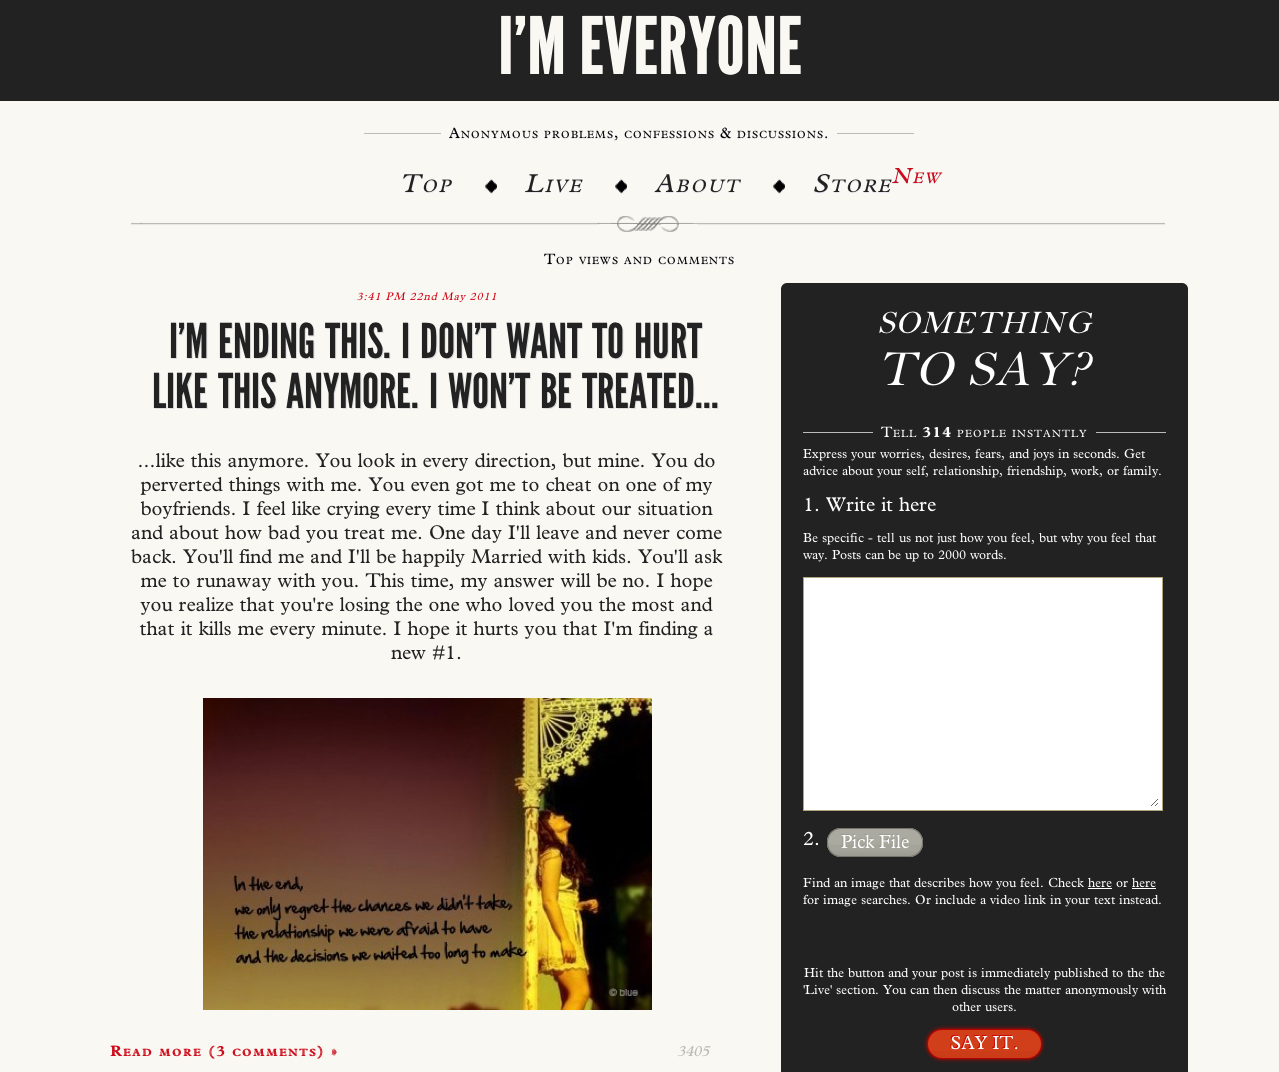 I'M EVERYONE
Anonymous problems, confessions & discussions.
Top ◆ Live ◆ About ◆ Store New
Top views and comments
3:41 PM 22nd May 2011
I'M ENDING THIS. I DON'T WANT TO HURT
LIKE THIS ANYMORE. I WON'T BE TREATED...
...like this anymore. You look in every direction, but mine. You do
perverted things with me. You even got me to cheat on one of my
boyfriends. I feel like crying every time I think about our situation
and about how bad you treat me. One day I'll leave and never come
back. You'll find me and I'll be happily Married with kids. You'll ask
me to runaway with you. This time, my answer will be no. I hope
you realize that you're losing the one who loved you the most and
that it kills me every minute. I hope it hurts you that I'm finding a
new #1.
In the end,
we only regret the chances we didn't take,
the relationship we were afraid to have
and the decisions we waited too long to make
© blue
Read more (3 comments)
3405
SOMETHING
TO SAY?
Tell 314 people instantly
Express your worries, desires, fears, and joys in seconds. Get
advice about your self, relationship, friendship, work, or family.
1. Write it here
Be specific - tell us not just how you feel, but why you feel that
way. Posts can be up to 2000 words.
2. Pick File
Find an image that describes how you feel. Check here or here
for image searches. Or include a video link in your text instead.
Hit the button and your post is immediately published to the the
'Live' section. You can then discuss the matter anonymously with
other users.
SAY IT.